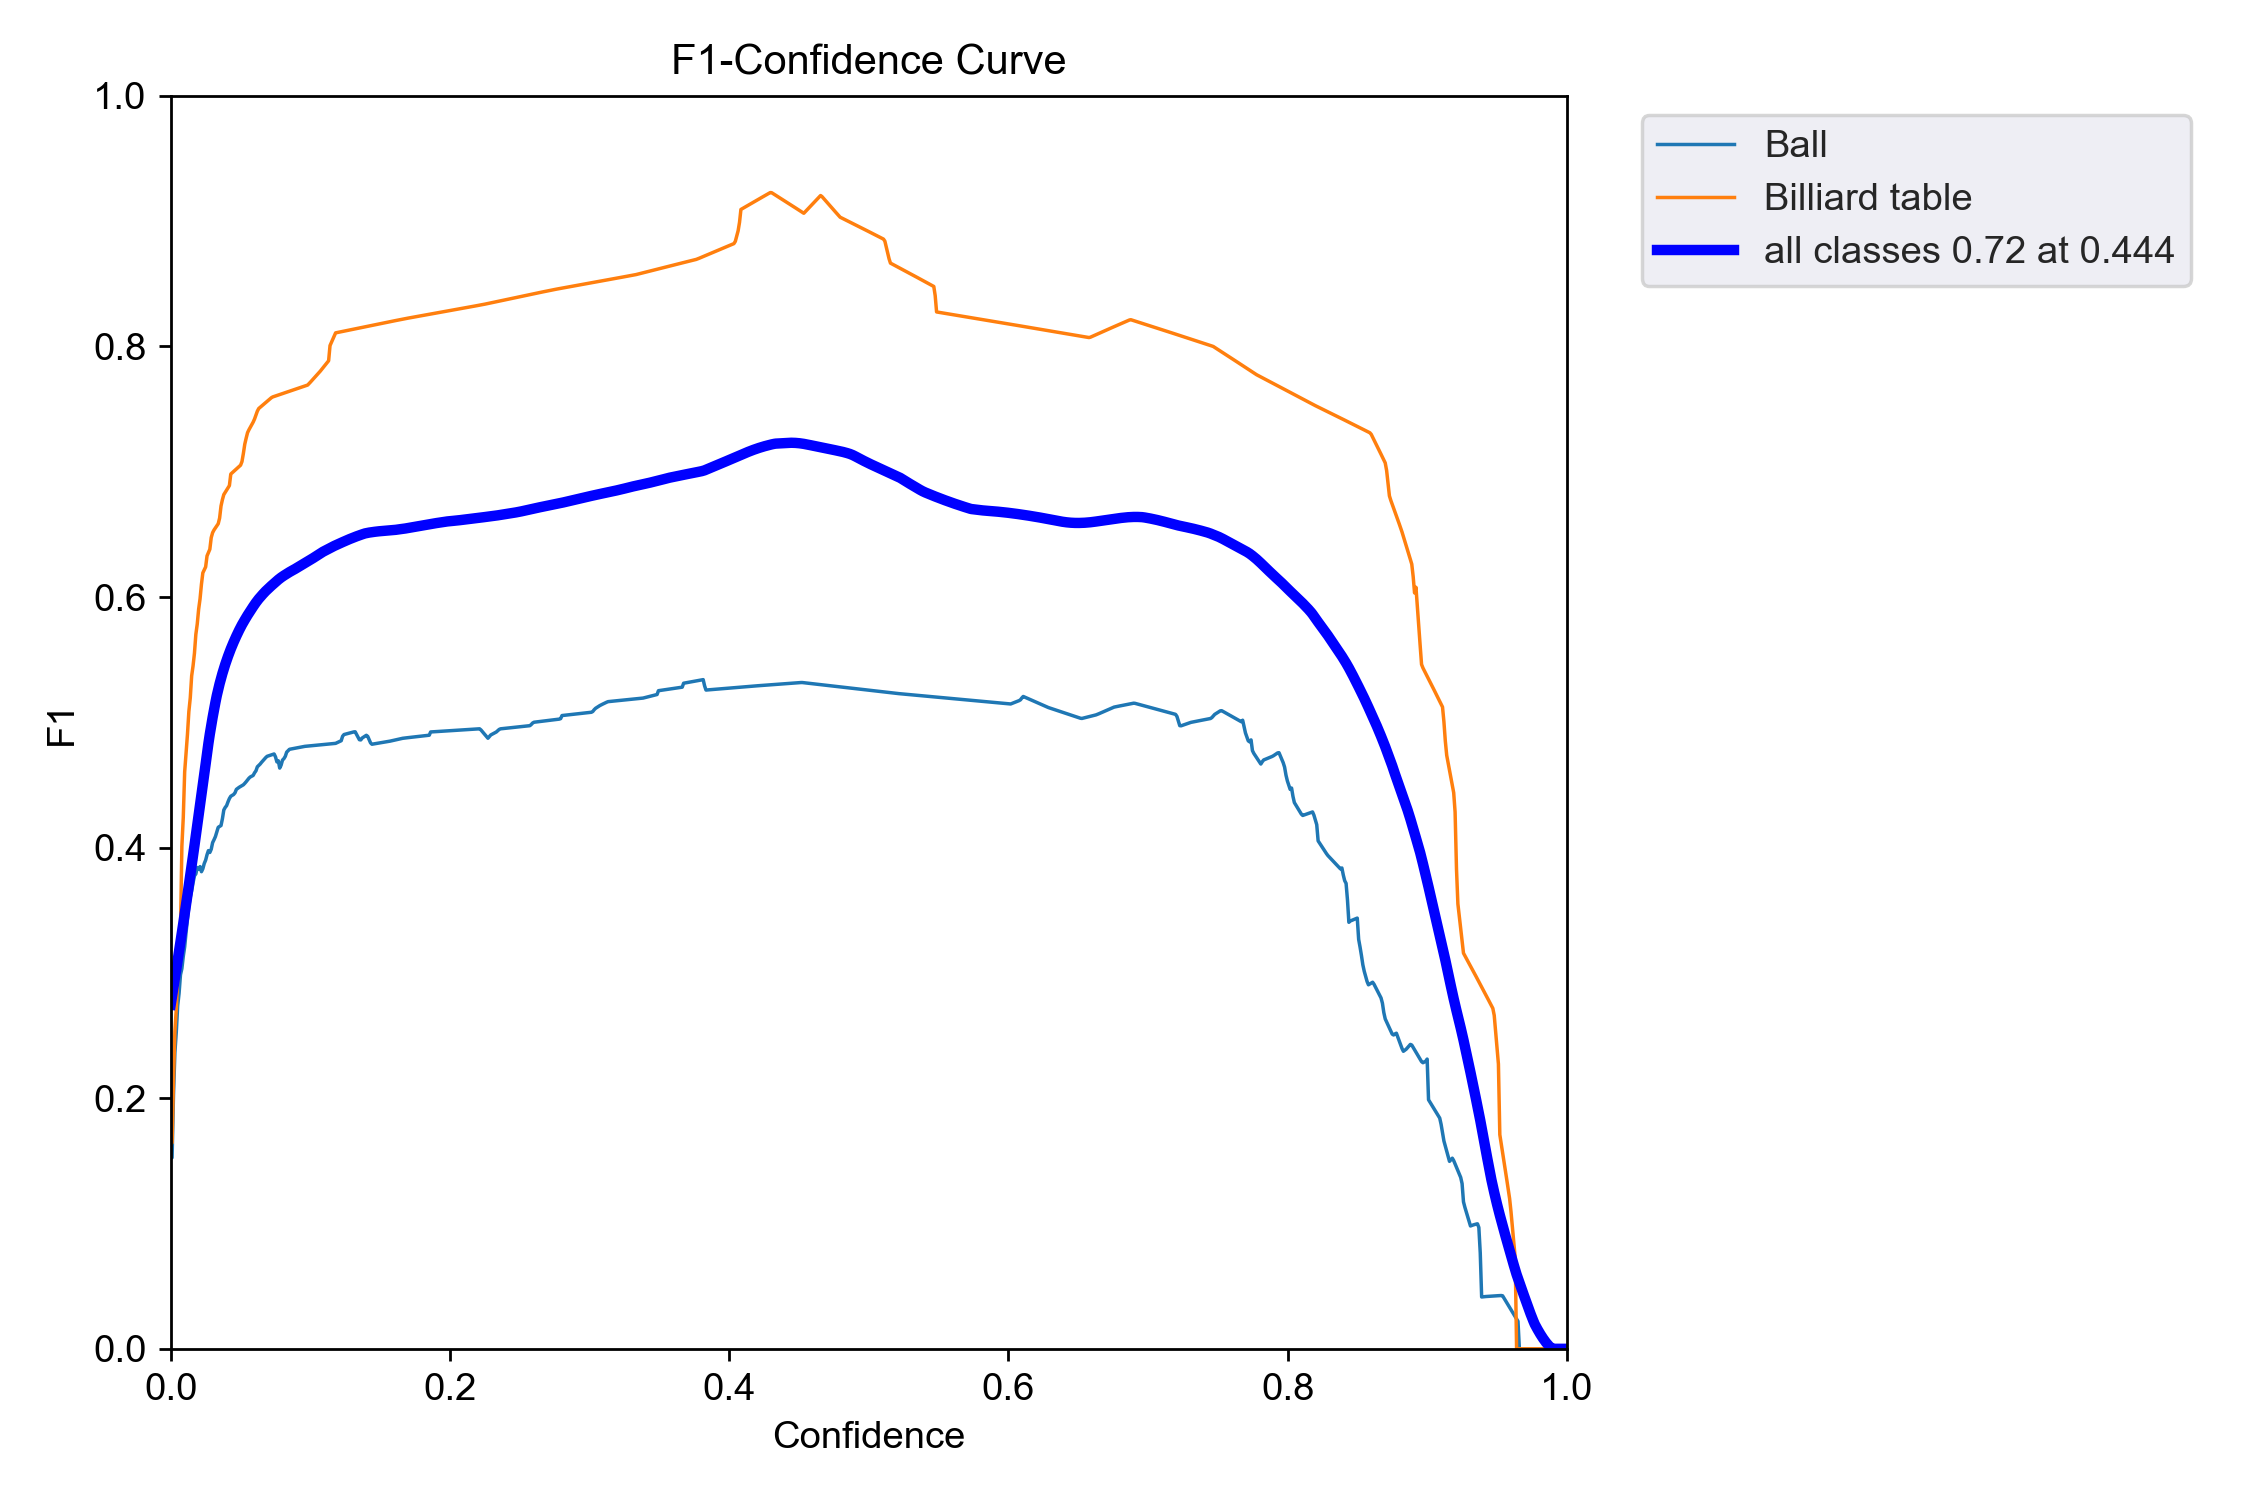 F1-Confidence Curve
1.0
0.8
0.6
0.4
0.2
0.0
F1
0.0 0.2 0.4 0.6 0.8 1.0
Confidence
Ball
Billiard table
all classes 0.72 at 0.444